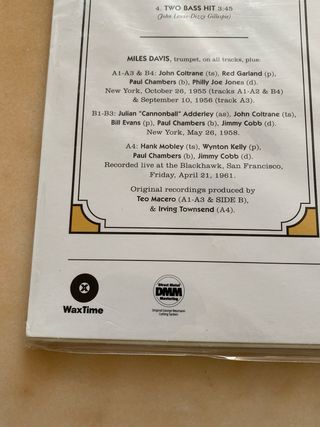 4. TWO BASS HIT 3:45
(John Lewis-Dizzy Gillespie)
MILES DAVIS, trumpet, on all tracks, plus:
A1-A3 & B4: John Coltrane (ts), Red Garland (p),
Paul Chambers (b), Philly Joe Jones (d).
New York, October 26, 1955 (tracks A1-A2 & B4)
& September 10, 1956 (track A3).
B1-B3: Julian "Cannonball" Adderley (as), John Coltrane (ts),
Bill Evans (p), Paul Chambers (b), Jimmy Cobb (d).
New York, May 26, 1958.
A4: Hank Mobley (ts), Wynton Kelly (p),
Paul Chambers (b), Jimmy Cobb (d).
Recorded live at the Blackhawk, San Francisco,
Friday, April 21, 1961.
Original recordings produced by
Teo Macero (A1-A3 & SIDE B),
& Irving Townsend (A4).
WaxTime
Direct Metal
DMM
Mastering
Original George Neumann
Cutting System